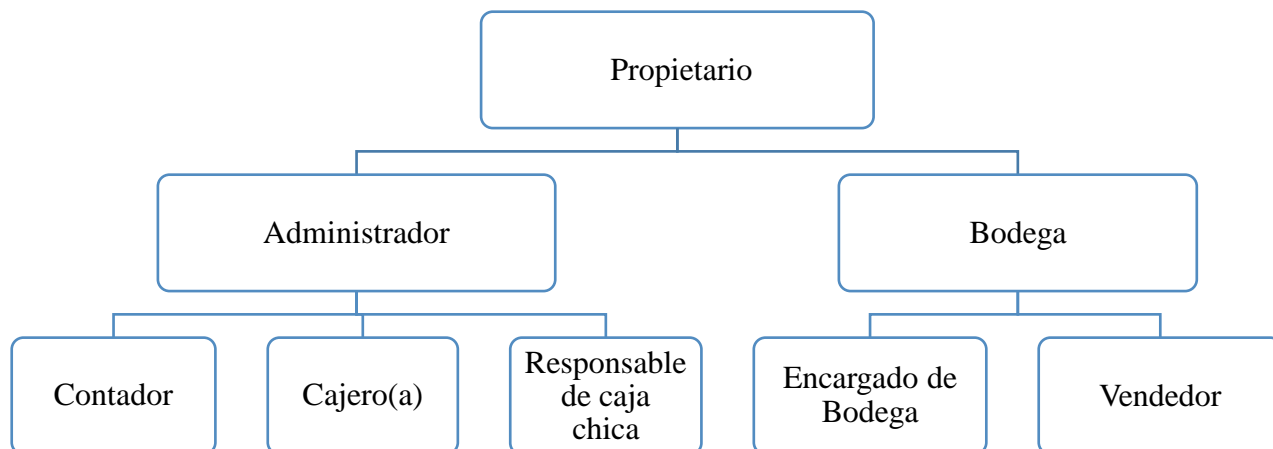 Propietario
Administrador
Bodega
Contador
Cajero(a)
Responsable
de caja
chica
Encargado de
Bodega
Vendedor